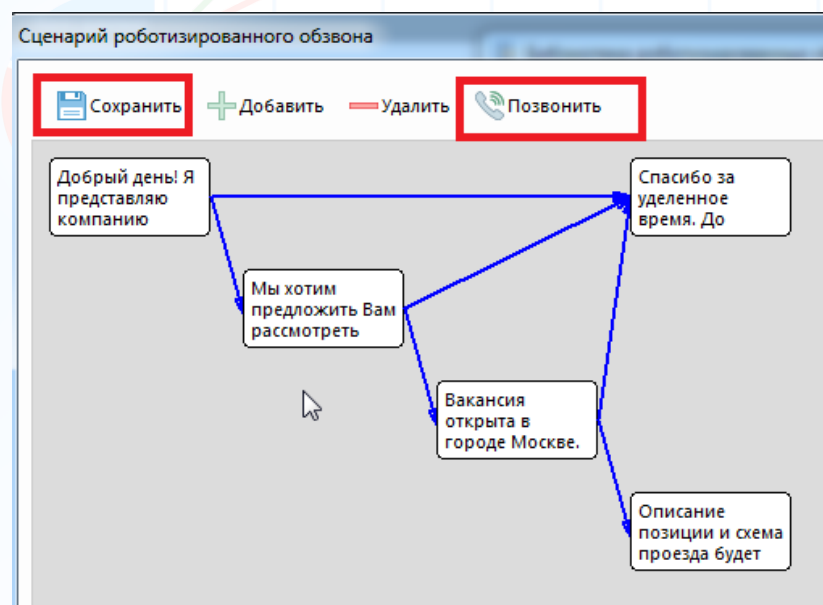 Сценарий роботизированного обзвона
Сохранить Добавить Удалить Позвонить
Добрый день! Я
представляю
компанию
Спасибо за
уделенное
время. До
Мы хотим
предложить Вам
рассмотреть
Вакансия
открыта в
городе Москве.
Описание
позиции и схема
проезда будет